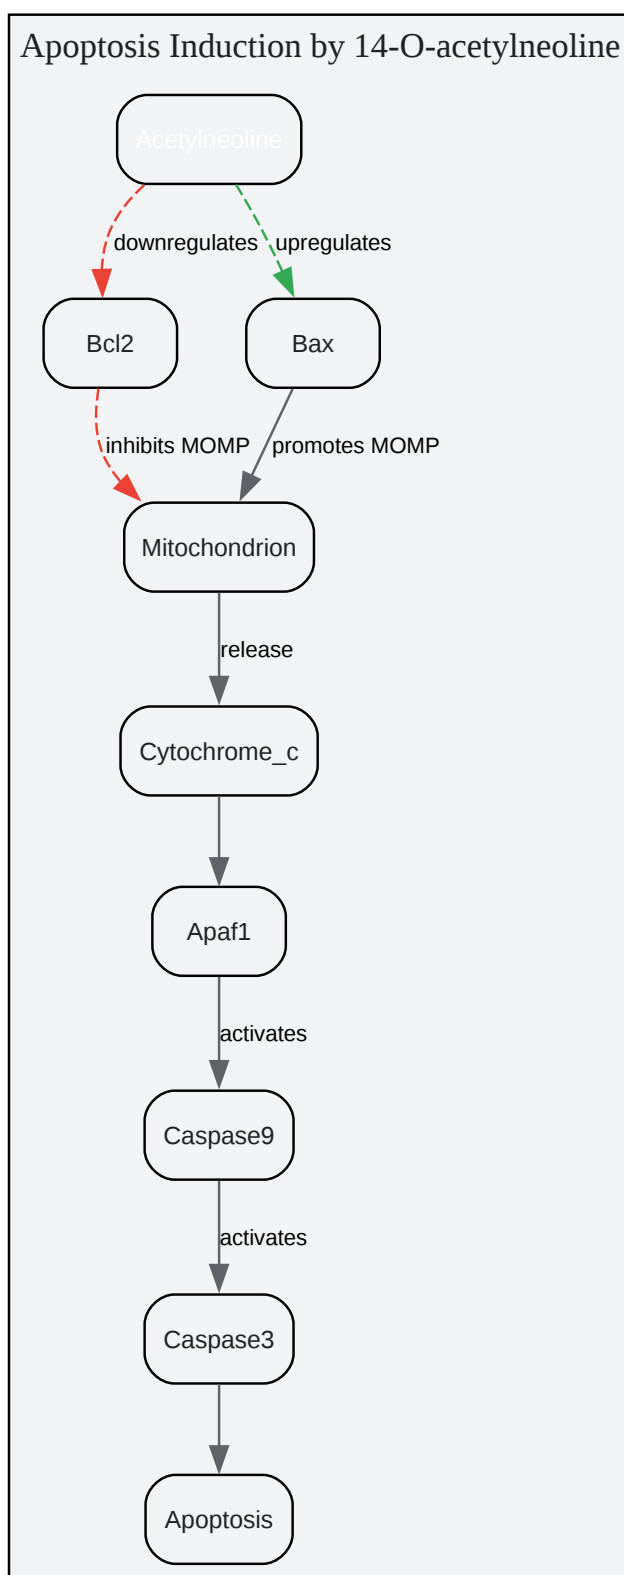 Apoptosis Induction by 14-O-acetylneoline
Acetylneoline
downregulates
upregulates
Bcl2
Bax
inhibits MOMP
promotes MOMP
Mitochondrion
release
Cytochrome_c
Apaf1
activates
Caspase9
activates
Caspase3
Apoptosis